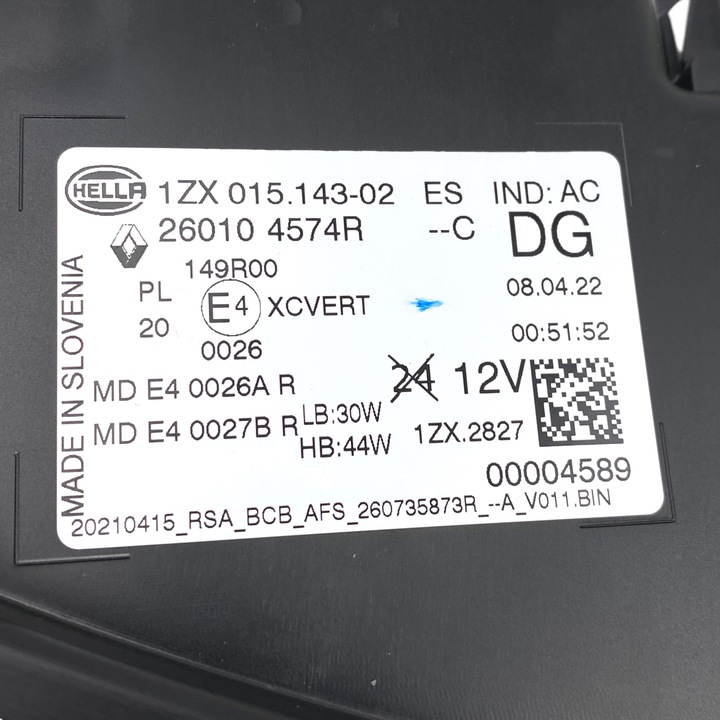 HELLA 1ZX 015.143-02 ES IND: AC
26010 4574R --C DG
149R00
PL E4 XCVERT 08.04.22
20 00:51:52
0026
MD E4 0026A R 24 12V
MD E4 0027B R LB:30W
HB:44W 1ZX.2827
00004589
20210415_RSA_BCB_AFS_260735873R_--A_V011.BIN
MADE IN SLOVENIA